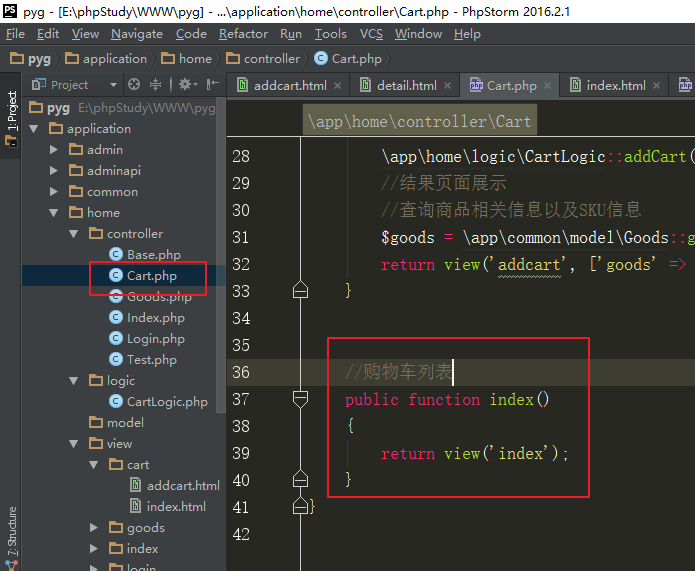 pyg - [E:\phpStudy\WWW\pyg] - ...\application\home\controller\Cart.php - PhpStorm 2016.2.1
File Edit View Navigate Code Refactor Run Tools VCS Window Help
pyg application home controller Cart.php
1: Project
7: Structure
Project
pyg E:\phpStudy\WWW\pyg
application
admin
adminapi
common
home
controller
Base.php
Cart.php
Goods.php
Index.php
Login.php
Test.php
logic
CartLogic.php
model
view
cart
addcart.html
index.html
goods
index
login
addcart.html detail.html Cart.php index.html
\app\home\controller\Cart
28 \app\home\logic\CartLogic::addCart(
29 //结果页面展示
30 //查询商品相关信息以及SKU信息
31 $goods = \app\common\model\Goods::g
32 return view('addcart', ['goods' =>
33 }
34
35
36 //购物车列表
37 public function index()
38 {
39 return view('index');
40 }
41 }
42